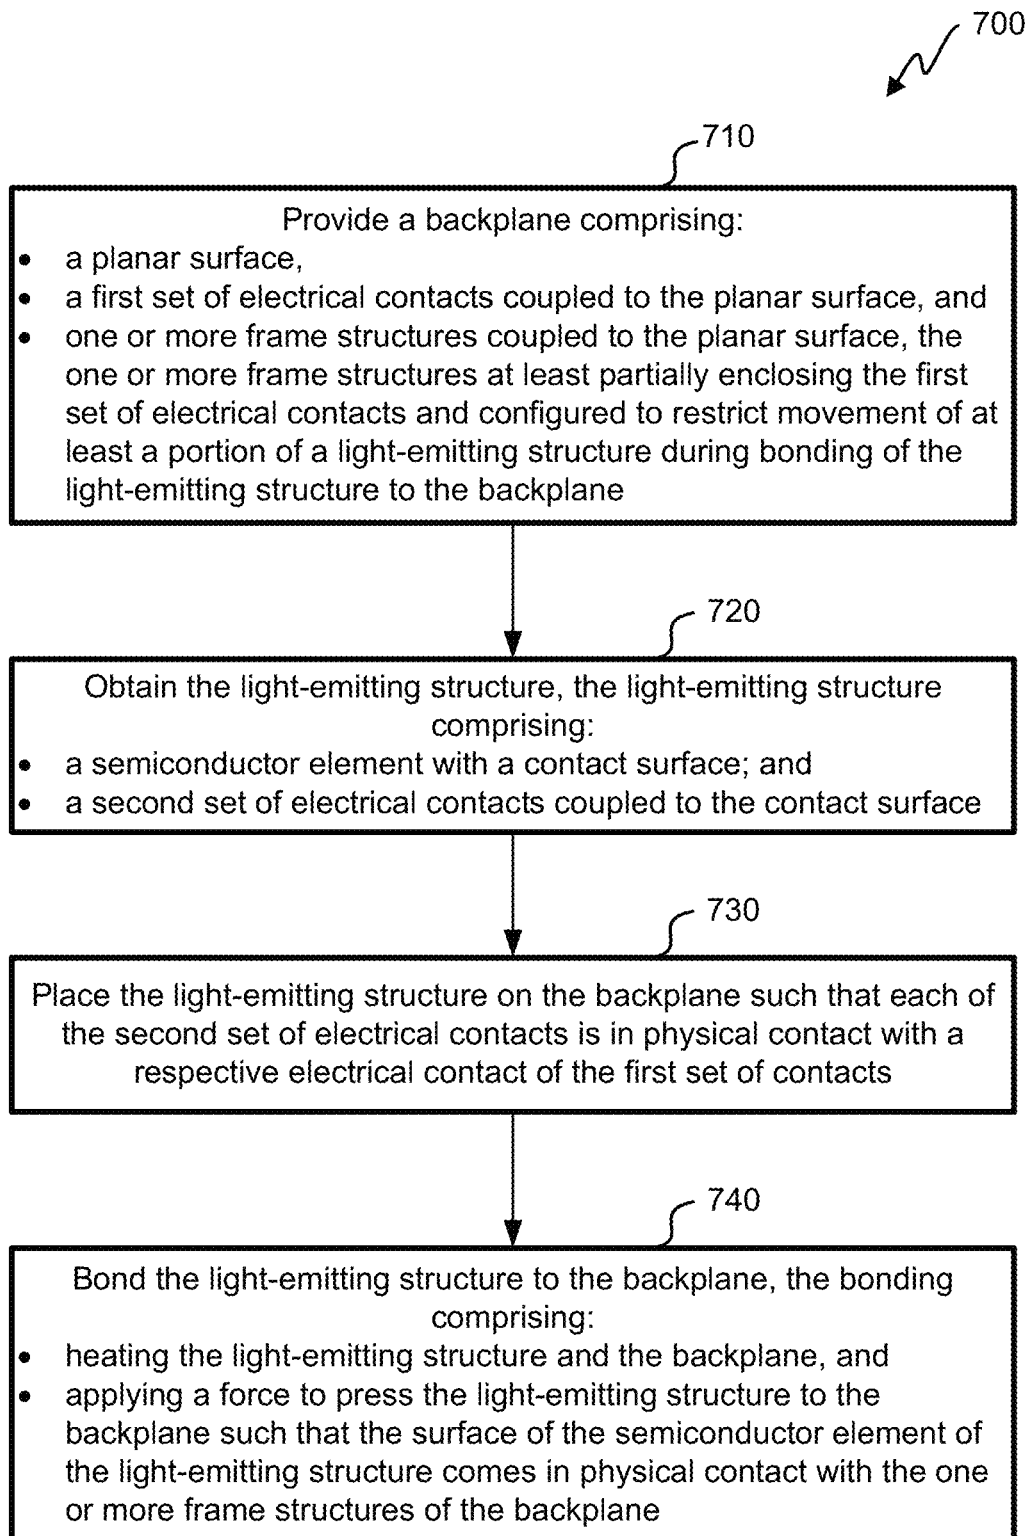 700
710
Provide a backplane comprising:
• a planar surface,
• a first set of electrical contacts coupled to the planar surface, and
• one or more frame structures coupled to the planar surface, the
one or more frame structures at least partially enclosing the first
set of electrical contacts and configured to restrict movement of at
least a portion of a light-emitting structure during bonding of the
light-emitting structure to the backplane
720
Obtain the light-emitting structure, the light-emitting structure
comprising:
• a semiconductor element with a contact surface; and
• a second set of electrical contacts coupled to the contact surface
730
Place the light-emitting structure on the backplane such that each of
the second set of electrical contacts is in physical contact with a
respective electrical contact of the first set of contacts
740
Bond the light-emitting structure to the backplane, the bonding
comprising:
• heating the light-emitting structure and the backplane, and
• applying a force to press the light-emitting structure to the
backplane such that the surface of the semiconductor element of
the light-emitting structure comes in physical contact with the one
or more frame structures of the backplane